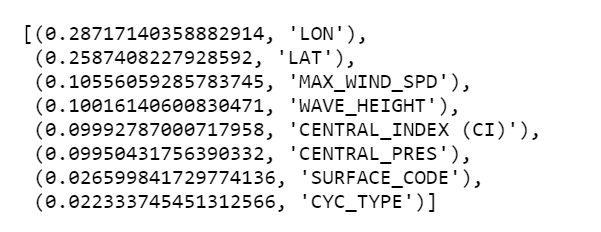 [(0.28717140358882914, 'LON'),
(0.2587408227928592, 'LAT'),
(0.10556059285783745, 'MAX_WIND_SPD'),
(0.10016140600830471, 'WAVE_HEIGHT'),
(0.09992787000717958, 'CENTRAL_INDEX (CI)'),
(0.09950431756390332, 'CENTRAL_PRES'),
(0.026599841729774136, 'SURFACE_CODE'),
(0.022333745451312566, 'CYC_TYPE')]